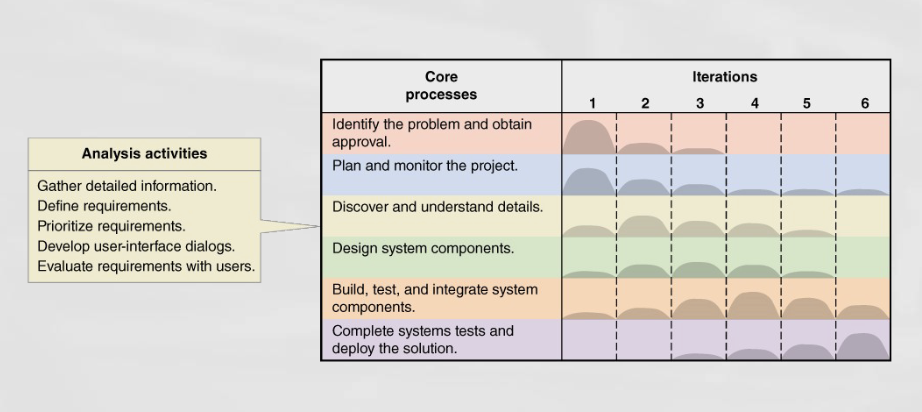 Analysis activities
Gather detailed information.
Define requirements.
Prioritize requirements.
Develop user-interface dialogs.
Evaluate requirements with users.
Core
processes
Iterations
1 2 3 4 5 6
Identify the problem and obtain
approval.
Plan and monitor the project.
Discover and understand details.
Design system components.
Build, test, and integrate system
components.
Complete systems tests and
deploy the solution.